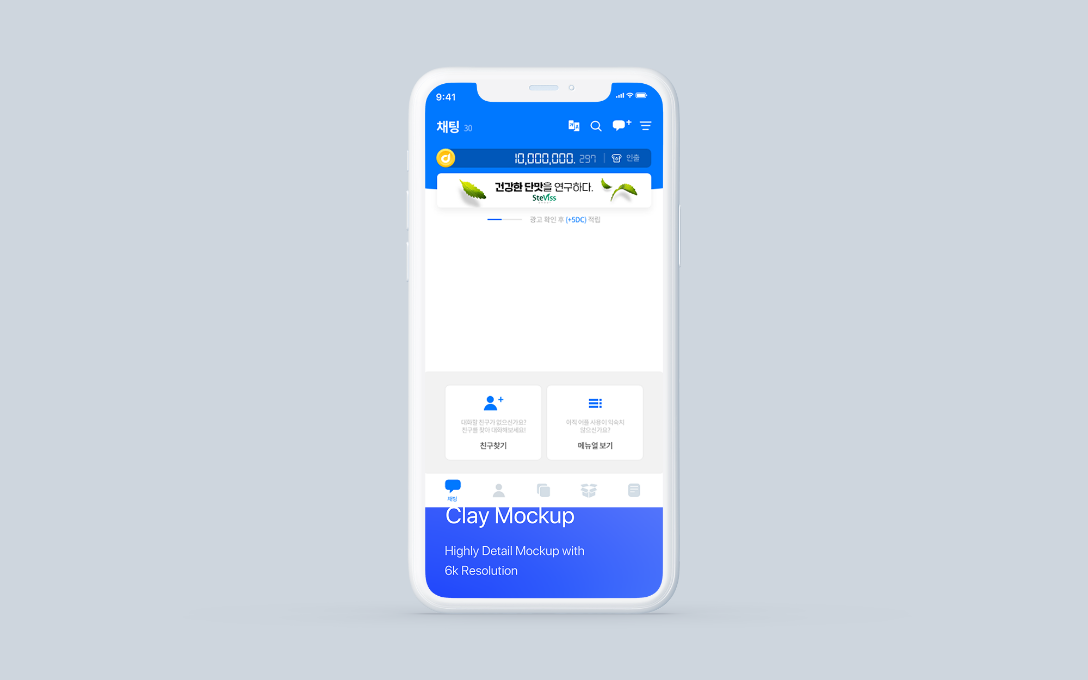 9:41
채팅 30
10,000,000. 297 인출
건강한 단맛을 연구하다.
SteViss
광고 확인 후 (+5DC) 적립
대화할 친구가 없으신가요?
친구를 찾아 대화해보세요!
친구찾기
아직 어플 사용이 익숙지
않으신가요?
메뉴얼 보기
채팅
Clay Mockup
Highly Detail Mockup with
6k Resolution